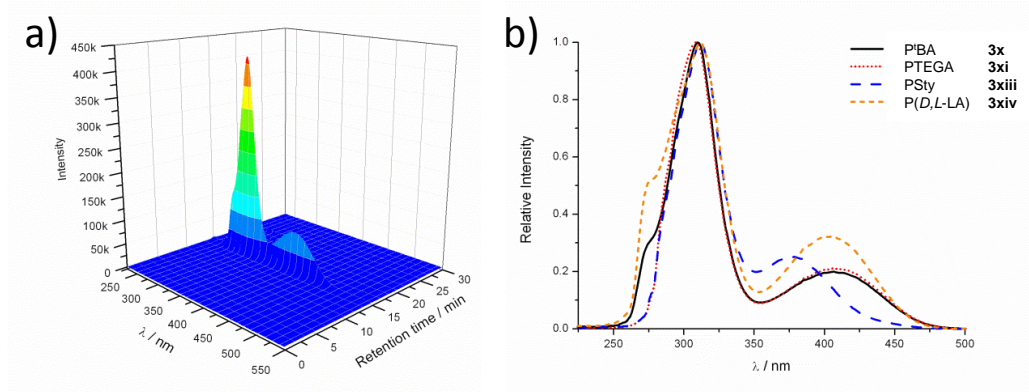 a)
450k
400k
350k
300k
250k
200k
150k
100k
50k
0
Intensity
250
300
350
400
450
500
550
λ / nm
0
5
10
15
20
25
30
Retention time / min
b)
1.0
0.8
0.6
0.4
0.2
0.0
Relative Intensity
250
300
350
400
450
500
λ / nm
PᵗBA 3x
PTEGA 3xi
PSty 3xiii
P(D,L-LA) 3xiv